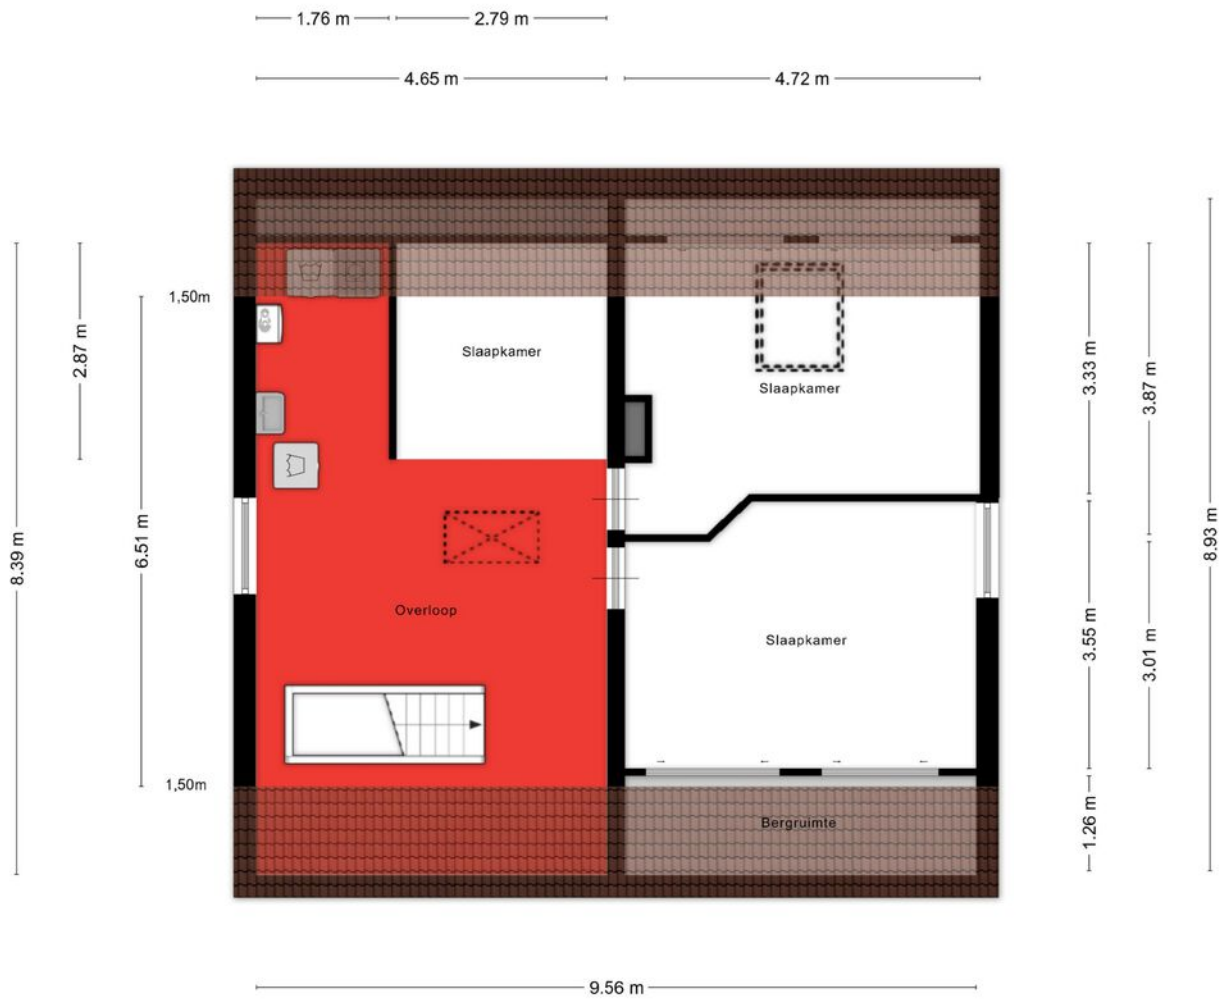 1.76 m
2.79 m
4.65 m
4.72 m
1,50m
2.87 m
Slaapkamer
3.33 m
3.87 m
Slaapkamer
8.39 m
6.51 m
8.93 m
Overloop
Slaapkamer
3.55 m
3.01 m
1,50m
Bergruimte
1.26 m
9.56 m